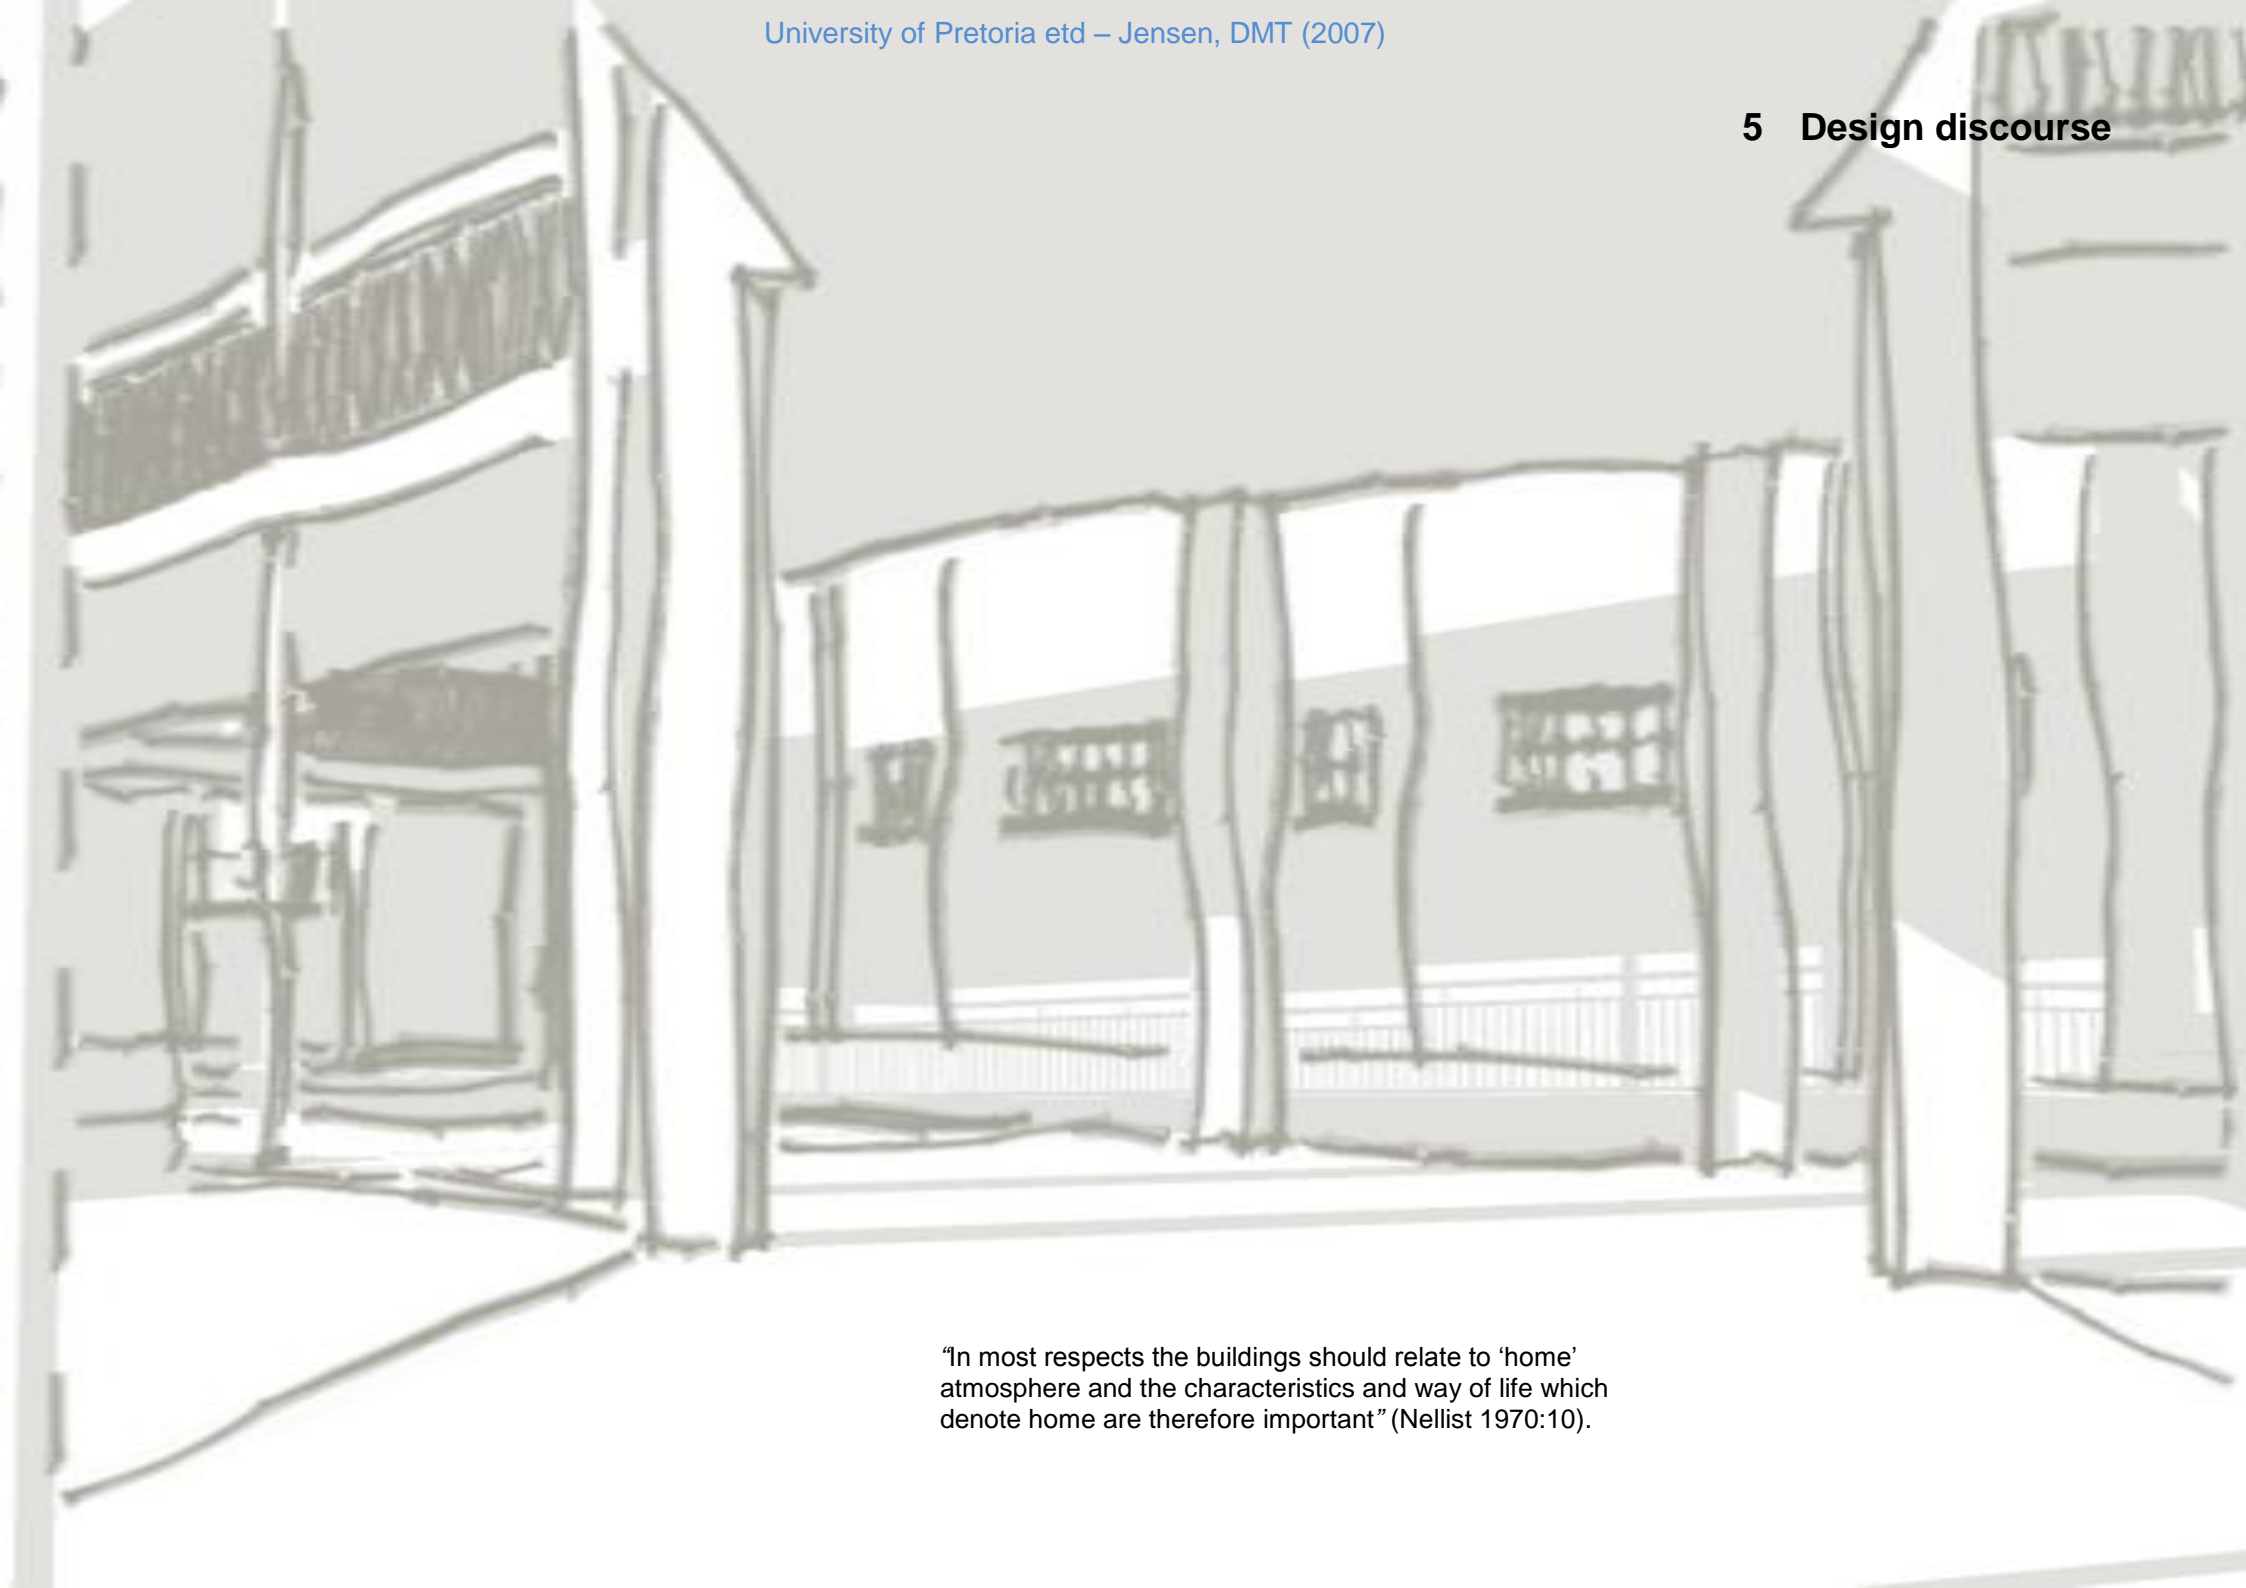 University of Pretoria etd – Jensen, DMT (2007)
5 Design discourse
“In most respects the buildings should relate to ‘home’
atmosphere and the characteristics and way of life which
denote home are therefore important” (Nellist 1970:10).